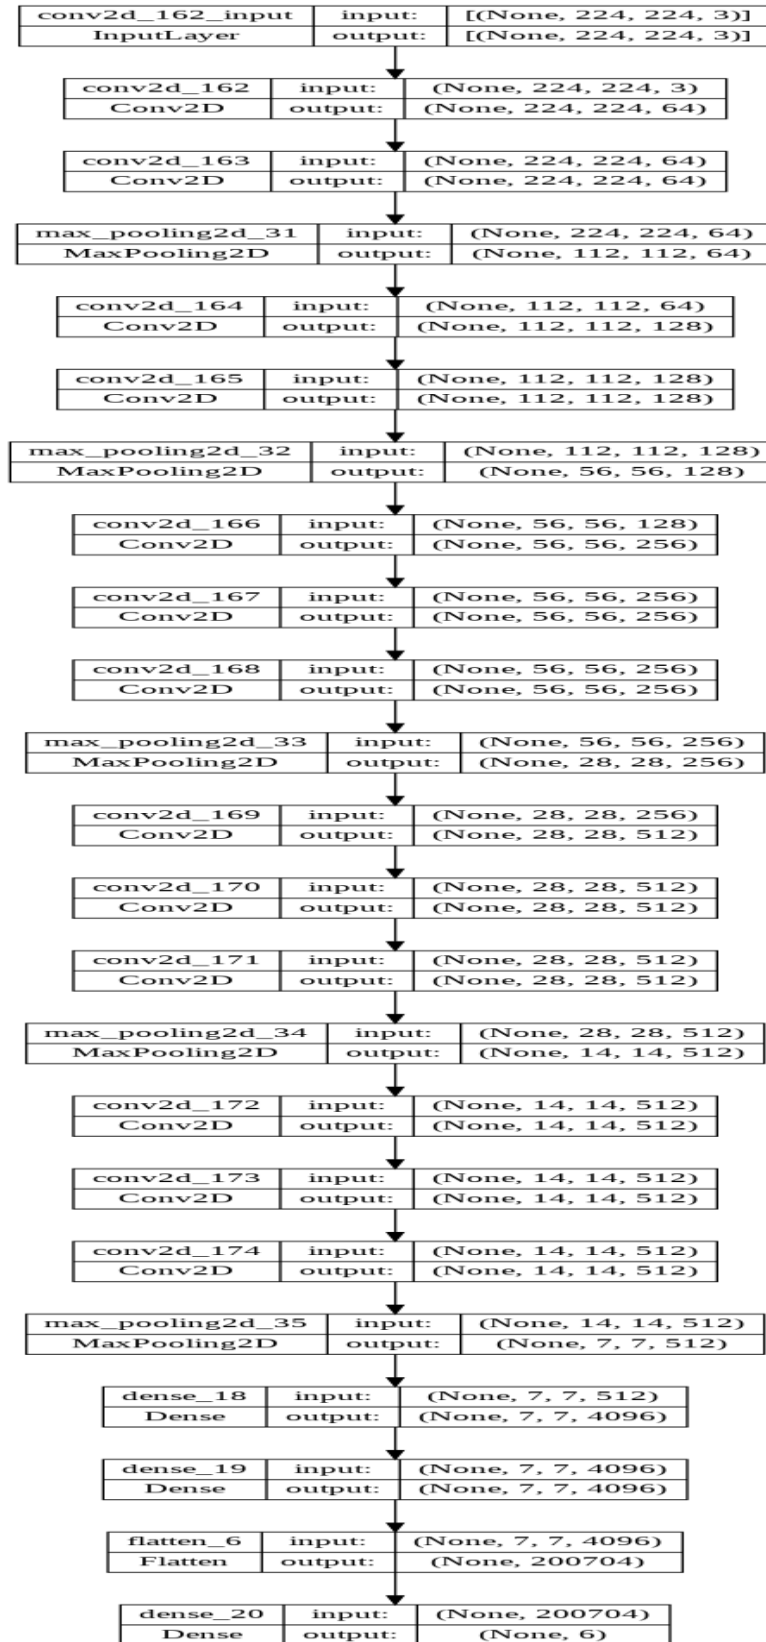 conv2d_162_input input: [(None, 224, 224, 3)]
InputLayer output: [(None, 224, 224, 3)]
conv2d_162 input: (None, 224, 224, 3)
Conv2D output: (None, 224, 224, 64)
conv2d_163 input: (None, 224, 224, 64)
Conv2D output: (None, 224, 224, 64)
max_pooling2d_31 input: (None, 224, 224, 64)
MaxPooling2D output: (None, 112, 112, 64)
conv2d_164 input: (None, 112, 112, 64)
Conv2D output: (None, 112, 112, 128)
conv2d_165 input: (None, 112, 112, 128)
Conv2D output: (None, 112, 112, 128)
max_pooling2d_32 input: (None, 112, 112, 128)
MaxPooling2D output: (None, 56, 56, 128)
conv2d_166 input: (None, 56, 56, 128)
Conv2D output: (None, 56, 56, 256)
conv2d_167 input: (None, 56, 56, 256)
Conv2D output: (None, 56, 56, 256)
conv2d_168 input: (None, 56, 56, 256)
Conv2D output: (None, 56, 56, 256)
max_pooling2d_33 input: (None, 56, 56, 256)
MaxPooling2D output: (None, 28, 28, 256)
conv2d_169 input: (None, 28, 28, 256)
Conv2D output: (None, 28, 28, 512)
conv2d_170 input: (None, 28, 28, 512)
Conv2D output: (None, 28, 28, 512)
conv2d_171 input: (None, 28, 28, 512)
Conv2D output: (None, 28, 28, 512)
max_pooling2d_34 input: (None, 28, 28, 512)
MaxPooling2D output: (None, 14, 14, 512)
conv2d_172 input: (None, 14, 14, 512)
Conv2D output: (None, 14, 14, 512)
conv2d_173 input: (None, 14, 14, 512)
Conv2D output: (None, 14, 14, 512)
conv2d_174 input: (None, 14, 14, 512)
Conv2D output: (None, 14, 14, 512)
max_pooling2d_35 input: (None, 14, 14, 512)
MaxPooling2D output: (None, 7, 7, 512)
dense_18 input: (None, 7, 7, 512)
Dense output: (None, 7, 7, 4096)
dense_19 input: (None, 7, 7, 4096)
Dense output: (None, 7, 7, 4096)
flatten_6 input: (None, 7, 7, 4096)
Flatten output: (None, 200704)
dense_20 input: (None, 200704)
Dense output: (None, 6)